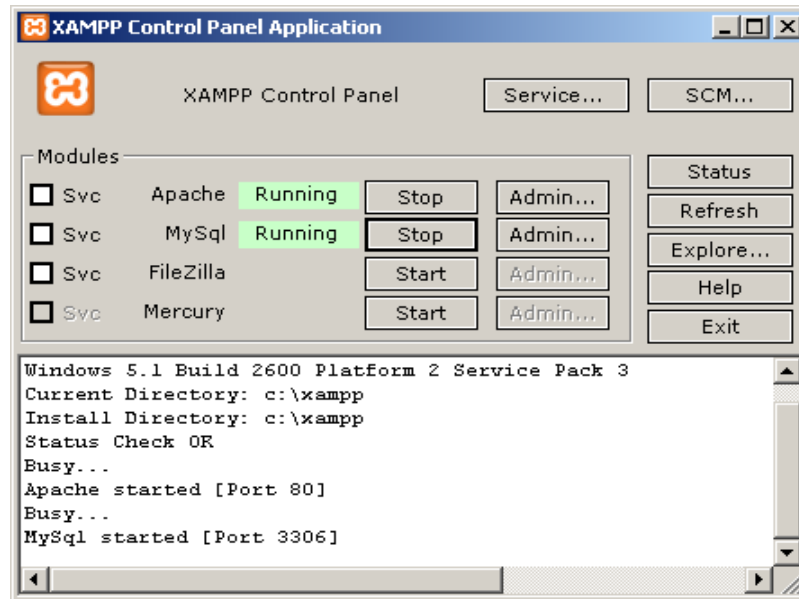 XAMPP Control Panel Application
XAMPP Control Panel Service... SCM...
Modules
Svc Apache Running Stop Admin...
Svc MySql Running Stop Admin...
Svc FileZilla Start Admin...
Svc Mercury Start Admin...
Status
Refresh
Explore...
Help
Exit
Windows 5.1 Build 2600 Platform 2 Service Pack 3
Current Directory: c:\xampp
Install Directory: c:\xampp
Status Check OK
Busy...
Apache started [Port 80]
Busy...
MySql started [Port 3306]